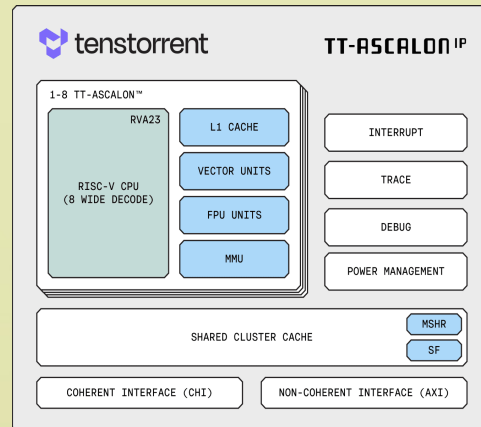 tenstorrent
TT-ASCALON IP
1-8 TT-ASCALON™
RVA23
RISC-V CPU
(8 WIDE DECODE)
L1 CACHE
VECTOR UNITS
FPU UNITS
MMU
INTERRUPT
TRACE
DEBUG
POWER MANAGEMENT
SHARED CLUSTER CACHE
MSHR
SF
COHERENT INTERFACE (CHI)
NON-COHERENT INTERFACE (AXI)